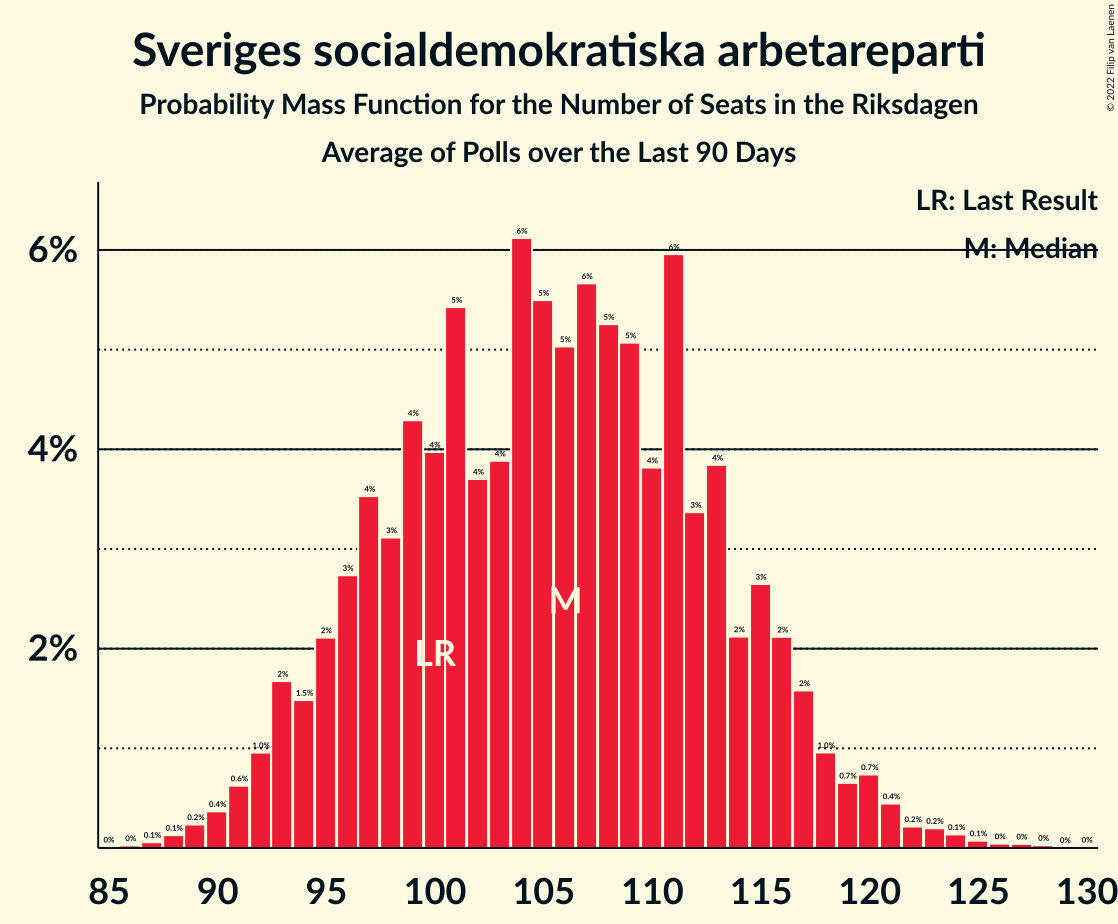 Sveriges socialdemokratiska arbetareparti
Probability Mass Function for the Number of Seats in the Riksdagen
Average of Polls over the Last 90 Days
© 2022 Filip van Laenen
LR: Last Result
M: Median
6%
4%
2%
0% 0% 0.1% 0.1% 0.2% 0.4% 0.6% 1.0% 2% 1.5% 2% 3% 4% 3% 4% 4% 5% 4% 4% 6% 5% 5% 6% 5% 5% 4% 6% 3% 4% 2% 3% 2% 2% 1.0% 0.7% 0.7% 0.4% 0.2% 0.2% 0.1% 0.1% 0% 0% 0% 0% 0%
M
LR
85 90 95 100 105 110 115 120 125 130